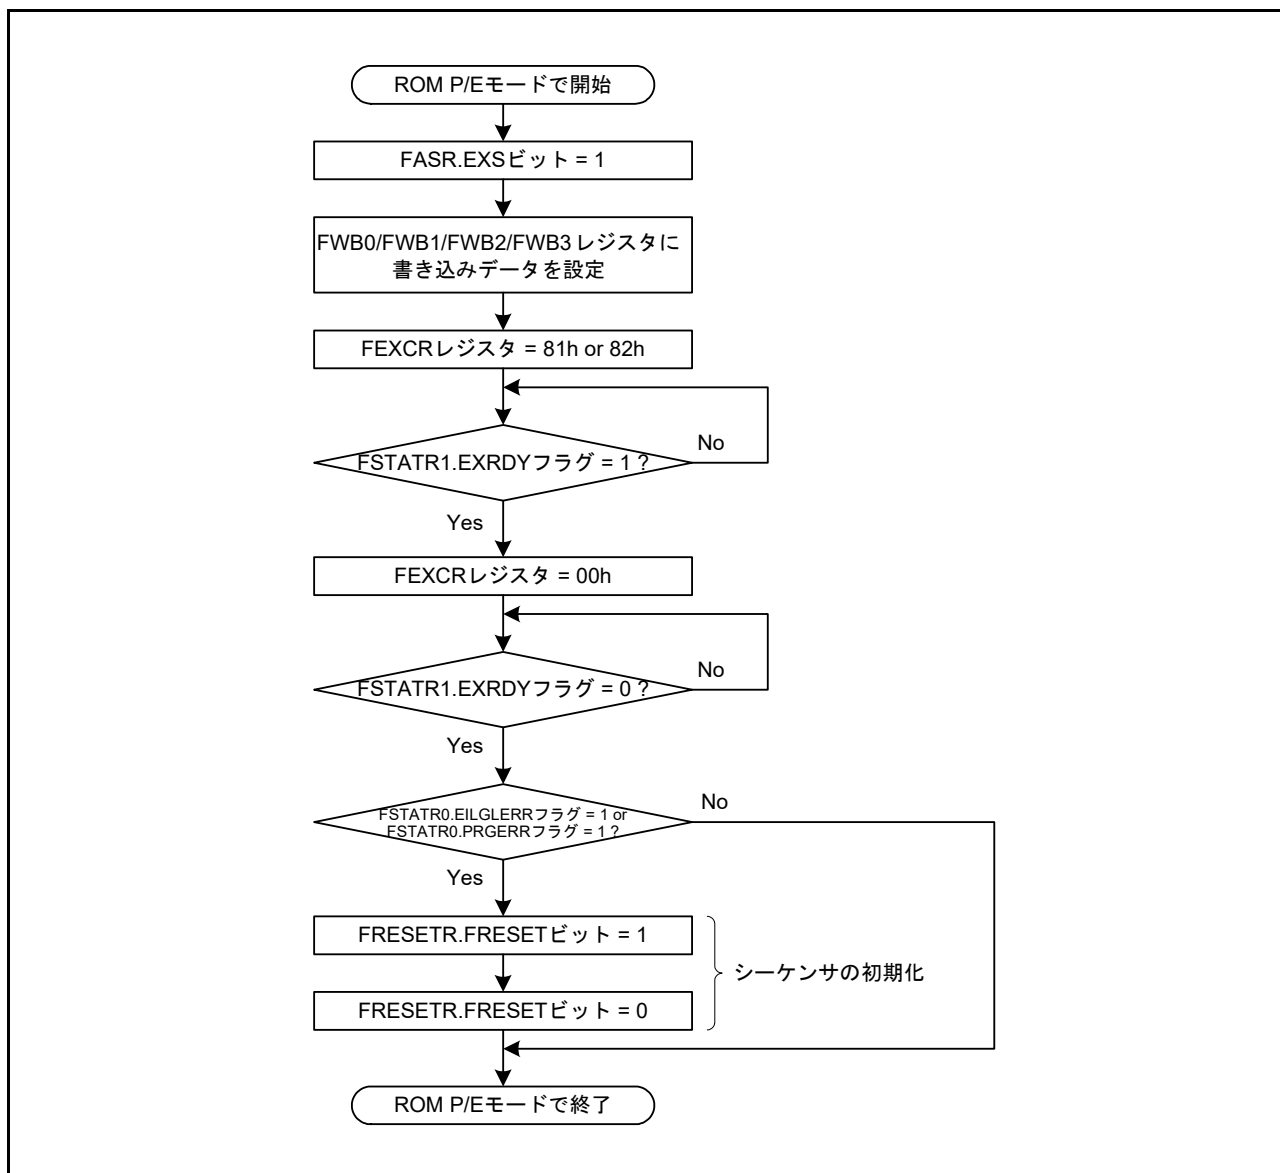 ROM P/Eモードで開始
FASR.EXSビット = 1
FWB0/FWB1/FWB2/FWB3 レジスタに
書き込みデータを設定
FEXCRレジスタ = 81h or 82h
No
FSTATR1.EXRDYフラグ = 1 ?
Yes
FEXCRレジスタ = 00h
No
FSTATR1.EXRDYフラグ = 0 ?
Yes
No
FSTATR0.EILGLERRフラグ = 1 or
FSTATR0.PRGERRフラグ = 1 ?
Yes
FRESETR.FRESETビット = 1
シーケンサの初期化
FRESETR.FRESETビット = 0
ROM P/Eモードで終了